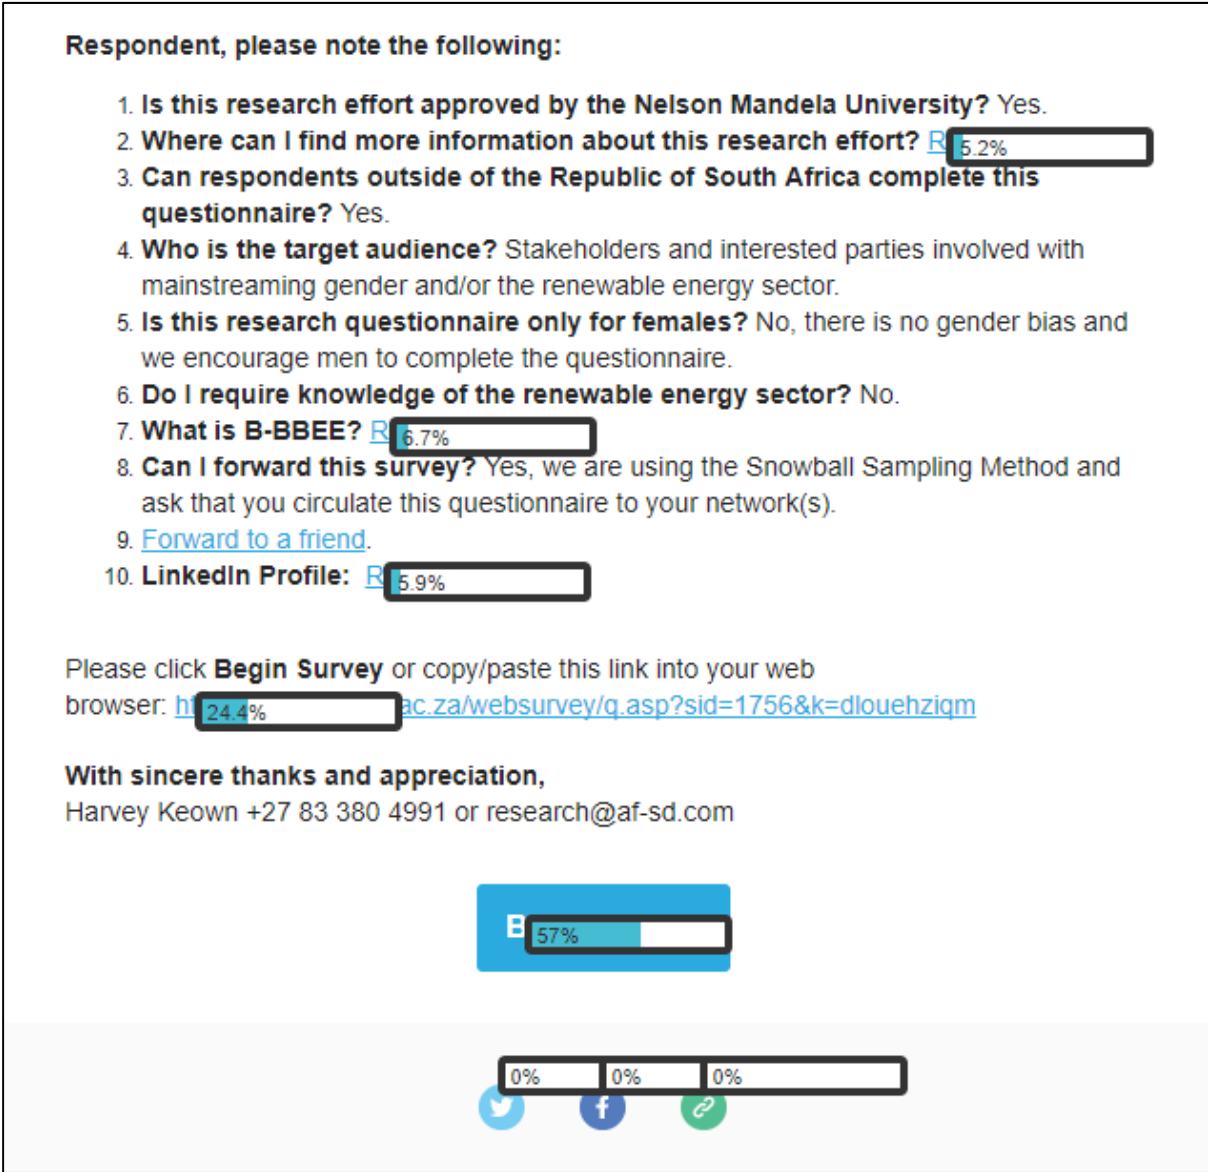 Respondent, please note the following:
1. Is this research effort approved by the Nelson Mandela University? Yes.
2. Where can I find more information about this research effort? R 5.2%
3. Can respondents outside of the Republic of South Africa complete this
questionnaire? Yes.
4. Who is the target audience? Stakeholders and interested parties involved with
mainstreaming gender and/or the renewable energy sector.
5. Is this research questionnaire only for females? No, there is no gender bias and
we encourage men to complete the questionnaire.
6. Do I require knowledge of the renewable energy sector? No.
7. What is B-BBEE? R 6.7%
8. Can I forward this survey? Yes, we are using the Snowball Sampling Method and
ask that you circulate this questionnaire to your network(s).
9. Forward to a friend.
10. LinkedIn Profile: R 5.9%
Please click Begin Survey or copy/paste this link into your web
browser: ht 24.4% ac.za/websurvey/q.asp?sid=1756&k=dlouehziqm
With sincere thanks and appreciation,
Harvey Keown +27 83 380 4991 or research@af-sd.com
B 57%
0% 0% 0%